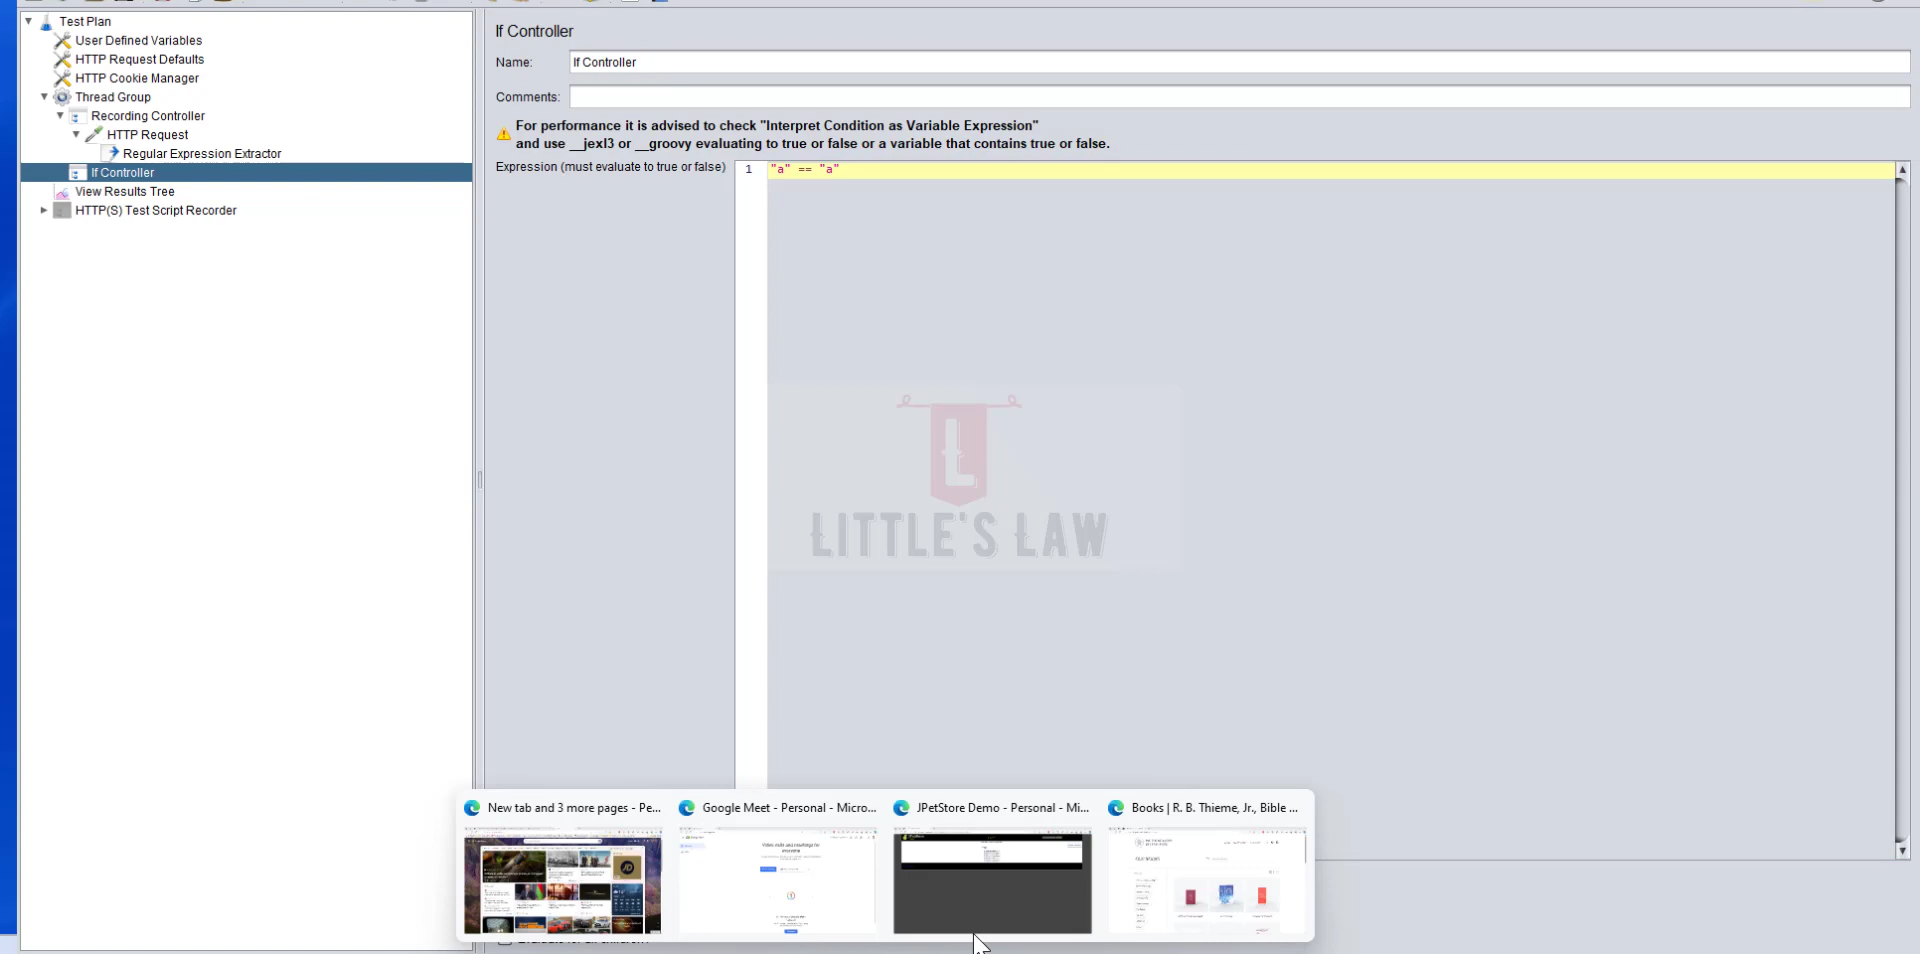 Test Plan
User Defined Variables
HTTP Request Defaults
HTTP Cookie Manager
Thread Group
Recording Controller
HTTP Request
Regular Expression Extractor
If Controller
View Results Tree
HTTP(S) Test Script Recorder
If Controller
Name: If Controller
Comments:
For performance it is advised to check "Interpret Condition as Variable Expression"
and use __jexl3 or __groovy evaluating to true or false or a variable that contains true or false.
Expression (must evaluate to true or false) 1 "a" == "a"
L
LITTLE'S LAW
New tab and 3 more pages - Pe...
Google Meet - Personal - Micro...
JPetStore Demo - Personal - Mi...
Books | R. B. Thieme, Jr., Bible ...